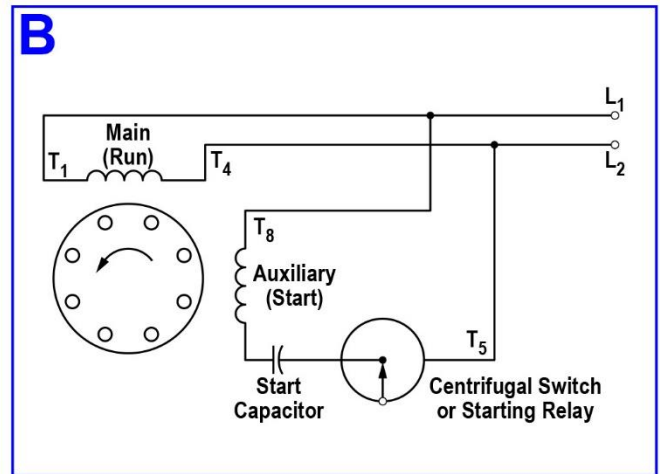 B
L1
Main
(Run)
T1
T4
L2
T8
Auxiliary
(Start)
T5
Start
Capacitor
Centrifugal Switch
or Starting Relay